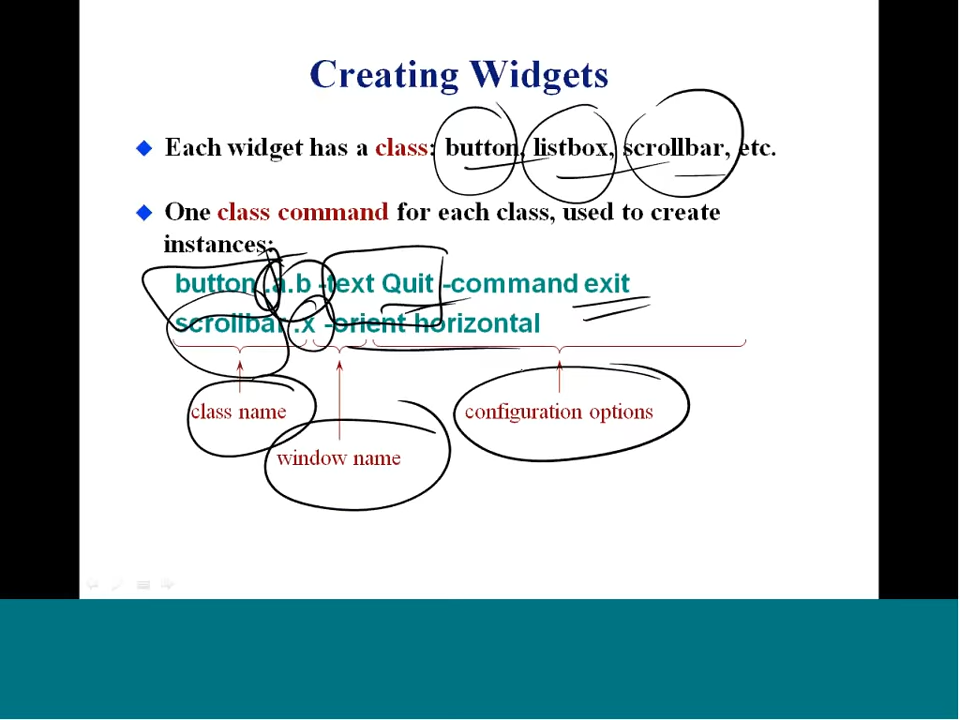 Creating Widgets
Each widget has a class: button, listbox, scrollbar, etc.
One class command for each class, used to create
instances:
button .a.b -text Quit -command exit
scrollbar .x -orient horizontal
class name
configuration options
window name